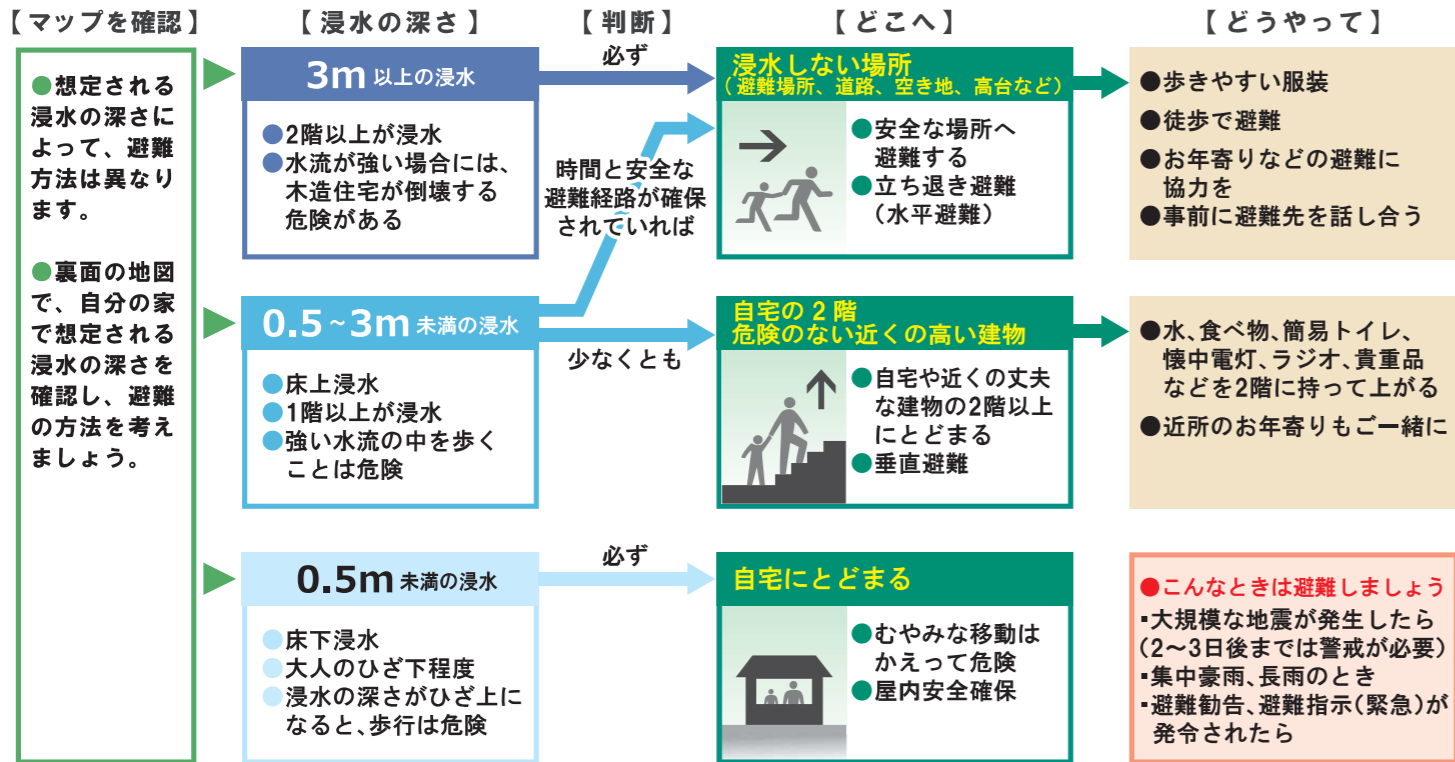 【マップを確認】
【浸水の深さ】
【判断】
【どこへ】
【どうやって】
●想定される
浸水の深さに
よって、避難
方法は異なり
ます。
●裏面の地図
で、自分の家
で想定される
浸水の深さを
確認し、避難
の方法を考え
ましょう。
3m 以上の浸水
●2階以上が浸水
●水流が強い場合には、
木造住宅が倒壊する
危険がある
必ず
浸水しない場所
(避難場所、道路、空き地、高台など)
●安全な場所へ
避難する
●立ち退き避難
(水平避難)
●歩きやすい服装
●徒歩で避難
●お年寄りなどの避難に
協力を
●事前に避難先を話し合う
時間と安全な
避難経路が確保
されていれば
0.5~3m 未満の浸水
●床上浸水
●1階以上が浸水
●強い水流の中を歩く
ことは危険
少なくとも
自宅の2階
危険のない近くの高い建物
●自宅や近くの丈夫
な建物の2階以上
にとどまる
●垂直避難
●水、食べ物、簡易トイレ、
懐中電灯、ラジオ、貴重品
などを2階に持って上がる
●近所のお年寄りもご一緒に
0.5m 未満の浸水
●床下浸水
●大人のひざ下程度
●浸水の深さがひざ上に
なると、歩行は危険
必ず
自宅にとどまる
●むやみな移動は
かえって危険
●屋内安全確保
●こんなときは避難しましょう
▪大規模な地震が発生したら
(2〜3日後までは警戒が必要)
▪集中豪雨、長雨のとき
▪避難勧告、避難指示(緊急)が
発令されたら